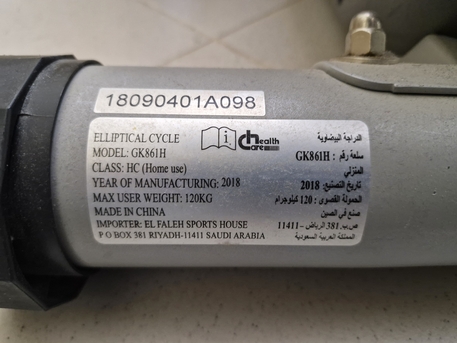 18090401A098
ELLIPTICAL CYCLE
MODEL: GK861H
CLASS: HC (Home use)
YEAR OF MANUFACTURING: 2018
MAX USER WEIGHT: 120KG
MADE IN CHINA
IMPORTER: EL FALEH SPORTS HOUSE
P O BOX 381 RIYADH-11411 SAUDI ARABIA
i
health
Care
الدراجة البيضاوية
سلعة رقم : GK861H
المنزلي
تاريخ التصنيع: 2018
الحمولة القصوى : 120 كيلوجرام
صنع في الصين
ص.ب. 381 الرياض – 11411
المملكة العربية السعودية